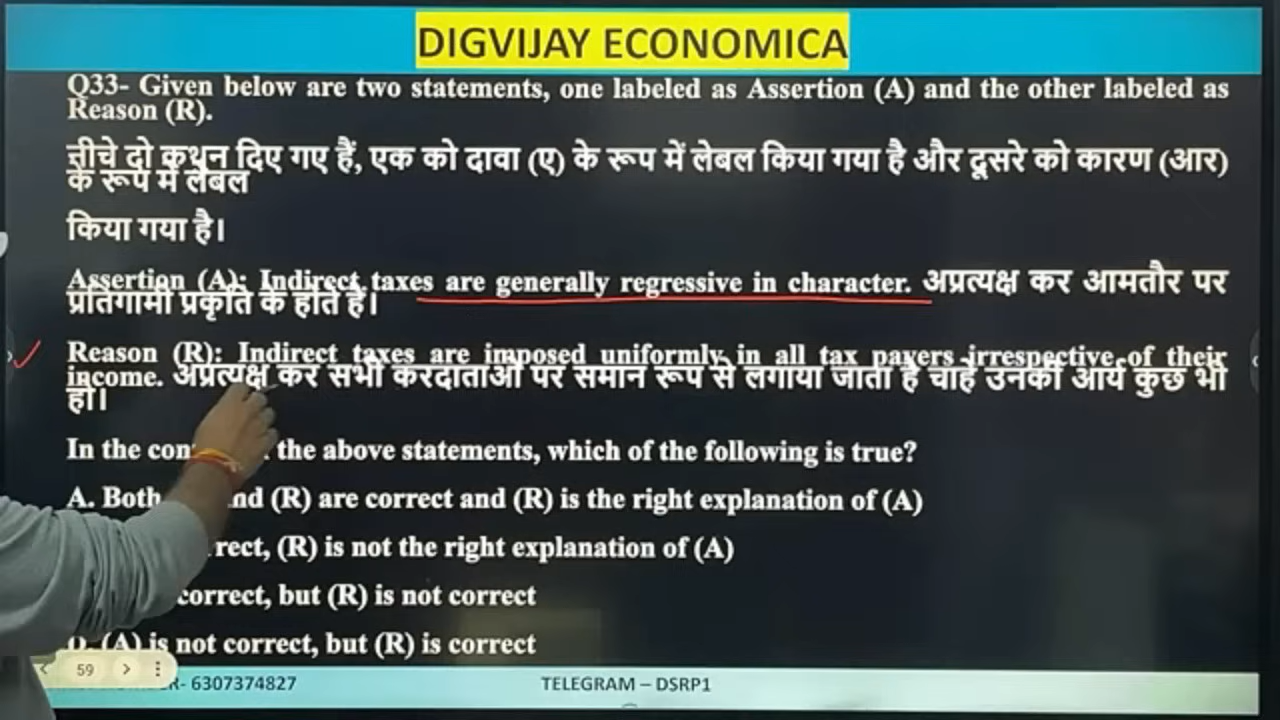 DIGVIJAY ECONOMICA
Q33- Given below are two statements, one labeled as Assertion (A) and the other labeled as
Reason (R).
नीचे दो कथन दिए गए हैं, एक को दावा (ए) के रूप में लेबल किया गया है और दूसरे को कारण (आर)
के रूप में लेबल
किया गया है।
Assertion (A): Indirect taxes are generally regressive in character. अप्रत्यक्ष कर आमतौर पर
प्रतिगामी प्रकृति के होते हैं।
Reason (R): Indirect taxes are imposed uniformly in all tax payers irrespective of their
income. अप्रत्यक्ष कर सभी करदाताओं पर समान रूप से लगाया जाता है चाहे उनकी आय कुछ भी
हो।
In the the above statements, which of the following is true?
A. Both (R) are correct and (R) is the right explanation of (A)
(R) is not the right explanation of (A)
correct, but (R) is not correct
D. (A) is not correct, but (R) is correct
59
6307374827
TELEGRAM – DSRP1